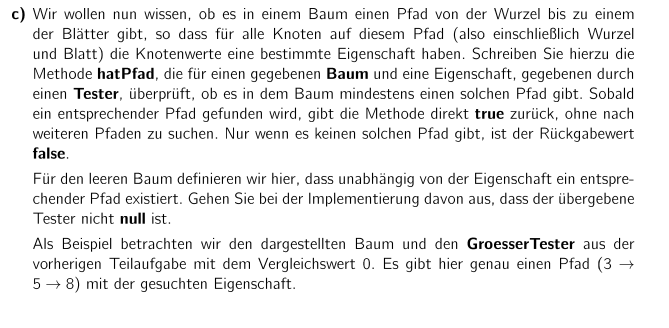 c) Wir wollen nun wissen, ob es in einem Baum einen Pfad von der Wurzel bis zu einem
der Blätter gibt, so dass für alle Knoten auf diesem Pfad (also einschließlich Wurzel
und Blatt) die Knotenwerte eine bestimmte Eigenschaft haben. Schreiben Sie hierzu die
Methode hatPfad, die für einen gegebenen Baum und eine Eigenschaft, gegeben durch
einen Tester, überprüft, ob es in dem Baum mindestens einen solchen Pfad gibt. Sobald
ein entsprechender Pfad gefunden wird, gibt die Methode direkt true zurück, ohne nach
weiteren Pfaden zu suchen. Nur wenn es keinen solchen Pfad gibt, ist der Rückgabewert
false.
Für den leeren Baum definieren wir hier, dass unabhängig von der Eigenschaft ein entspre-
chender Pfad existiert. Gehen Sie bei der Implementierung davon aus, dass der übergebene
Tester nicht null ist.
Als Beispiel betrachten wir den dargestellten Baum und den GroesserTester aus der
vorherigen Teilaufgabe mit dem Vergleichswert 0. Es gibt hier genau einen Pfad (3 →
5 → 8) mit der gesuchten Eigenschaft.